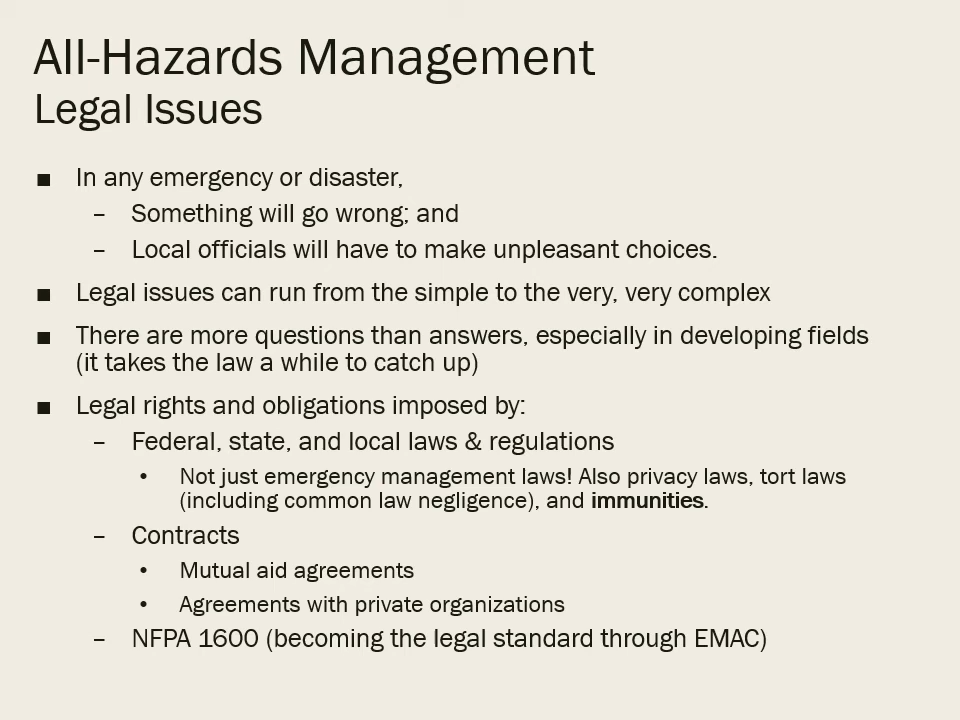 All-Hazards Management
Legal Issues
■ In any emergency or disaster,
– Something will go wrong; and
– Local officials will have to make unpleasant choices.
■ Legal issues can run from the simple to the very, very complex
■ There are more questions than answers, especially in developing fields
(it takes the law a while to catch up)
■ Legal rights and obligations imposed by:
– Federal, state, and local laws & regulations
• Not just emergency management laws! Also privacy laws, tort laws
(including common law negligence), and immunities.
– Contracts
• Mutual aid agreements
• Agreements with private organizations
– NFPA 1600 (becoming the legal standard through EMAC)